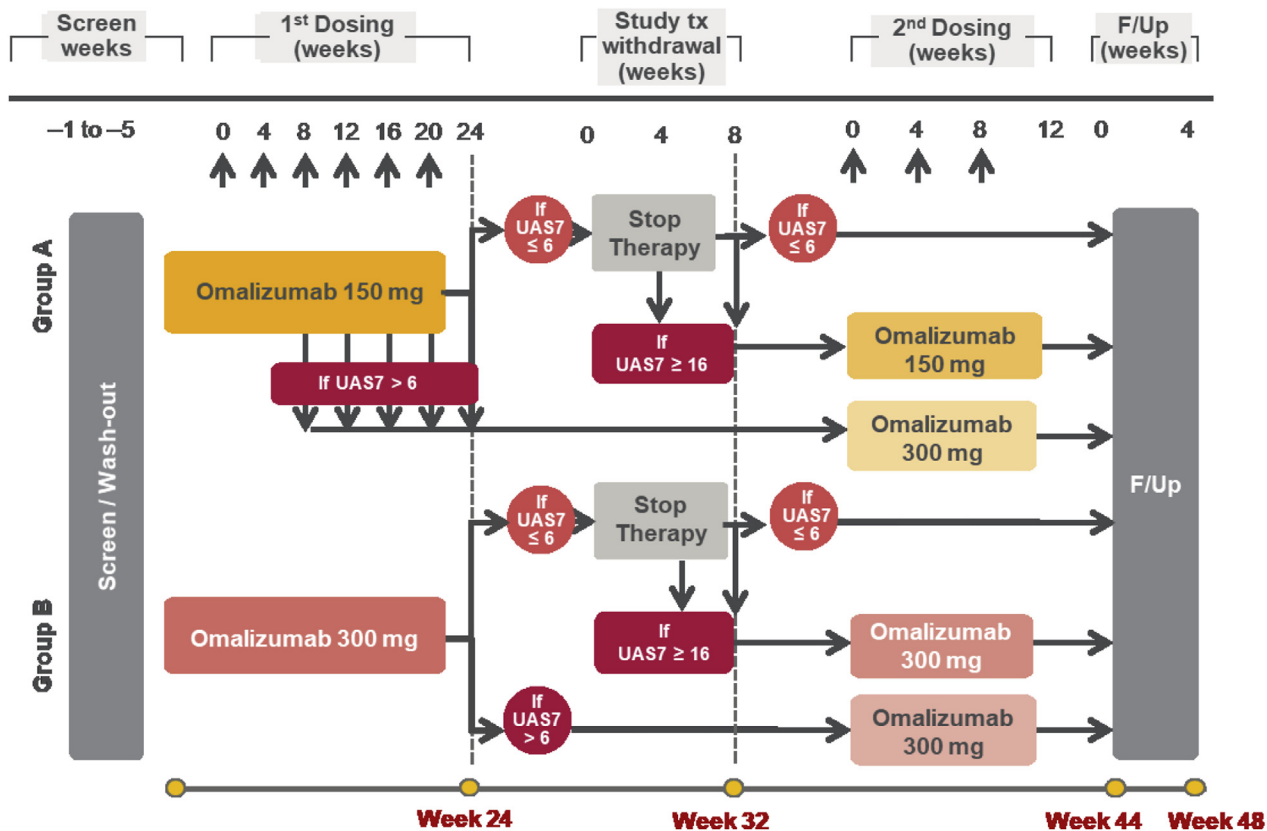 Screen
weeks
1st Dosing
(weeks)
Study tx
withdrawal
(weeks)
2nd Dosing
(weeks)
F/Up
(weeks)
–1 to –5
0 4 8 12 16 20 24
0 4 8
0 4 8 12
0 4
Group A
Group B
Screen / Wash-out
Omalizumab 150 mg
If UAS7 > 6
If
UAS7
≤ 6
Stop
Therapy
If
UAS7
≤ 6
If
UAS7 ≥ 16
Omalizumab
150 mg
Omalizumab
300 mg
Omalizumab 300 mg
If
UAS7
≤ 6
Stop
Therapy
If
UAS7
≤ 6
If
UAS7 ≥ 16
Omalizumab
300 mg
If
UAS7
> 6
Omalizumab
300 mg
F/Up
Week 24
Week 32
Week 44
Week 48